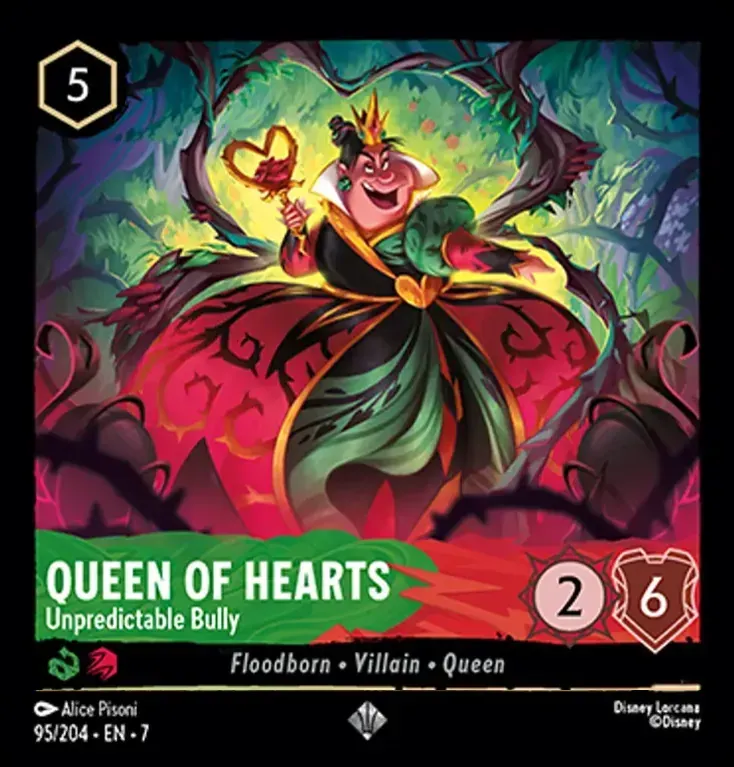 5
QUEEN OF HEARTS
Unpredictable Bully
2
6
Floodborn • Villain • Queen
Alice Pisoni
Disney Lorcana
95/204 • EN • 7
©Disney